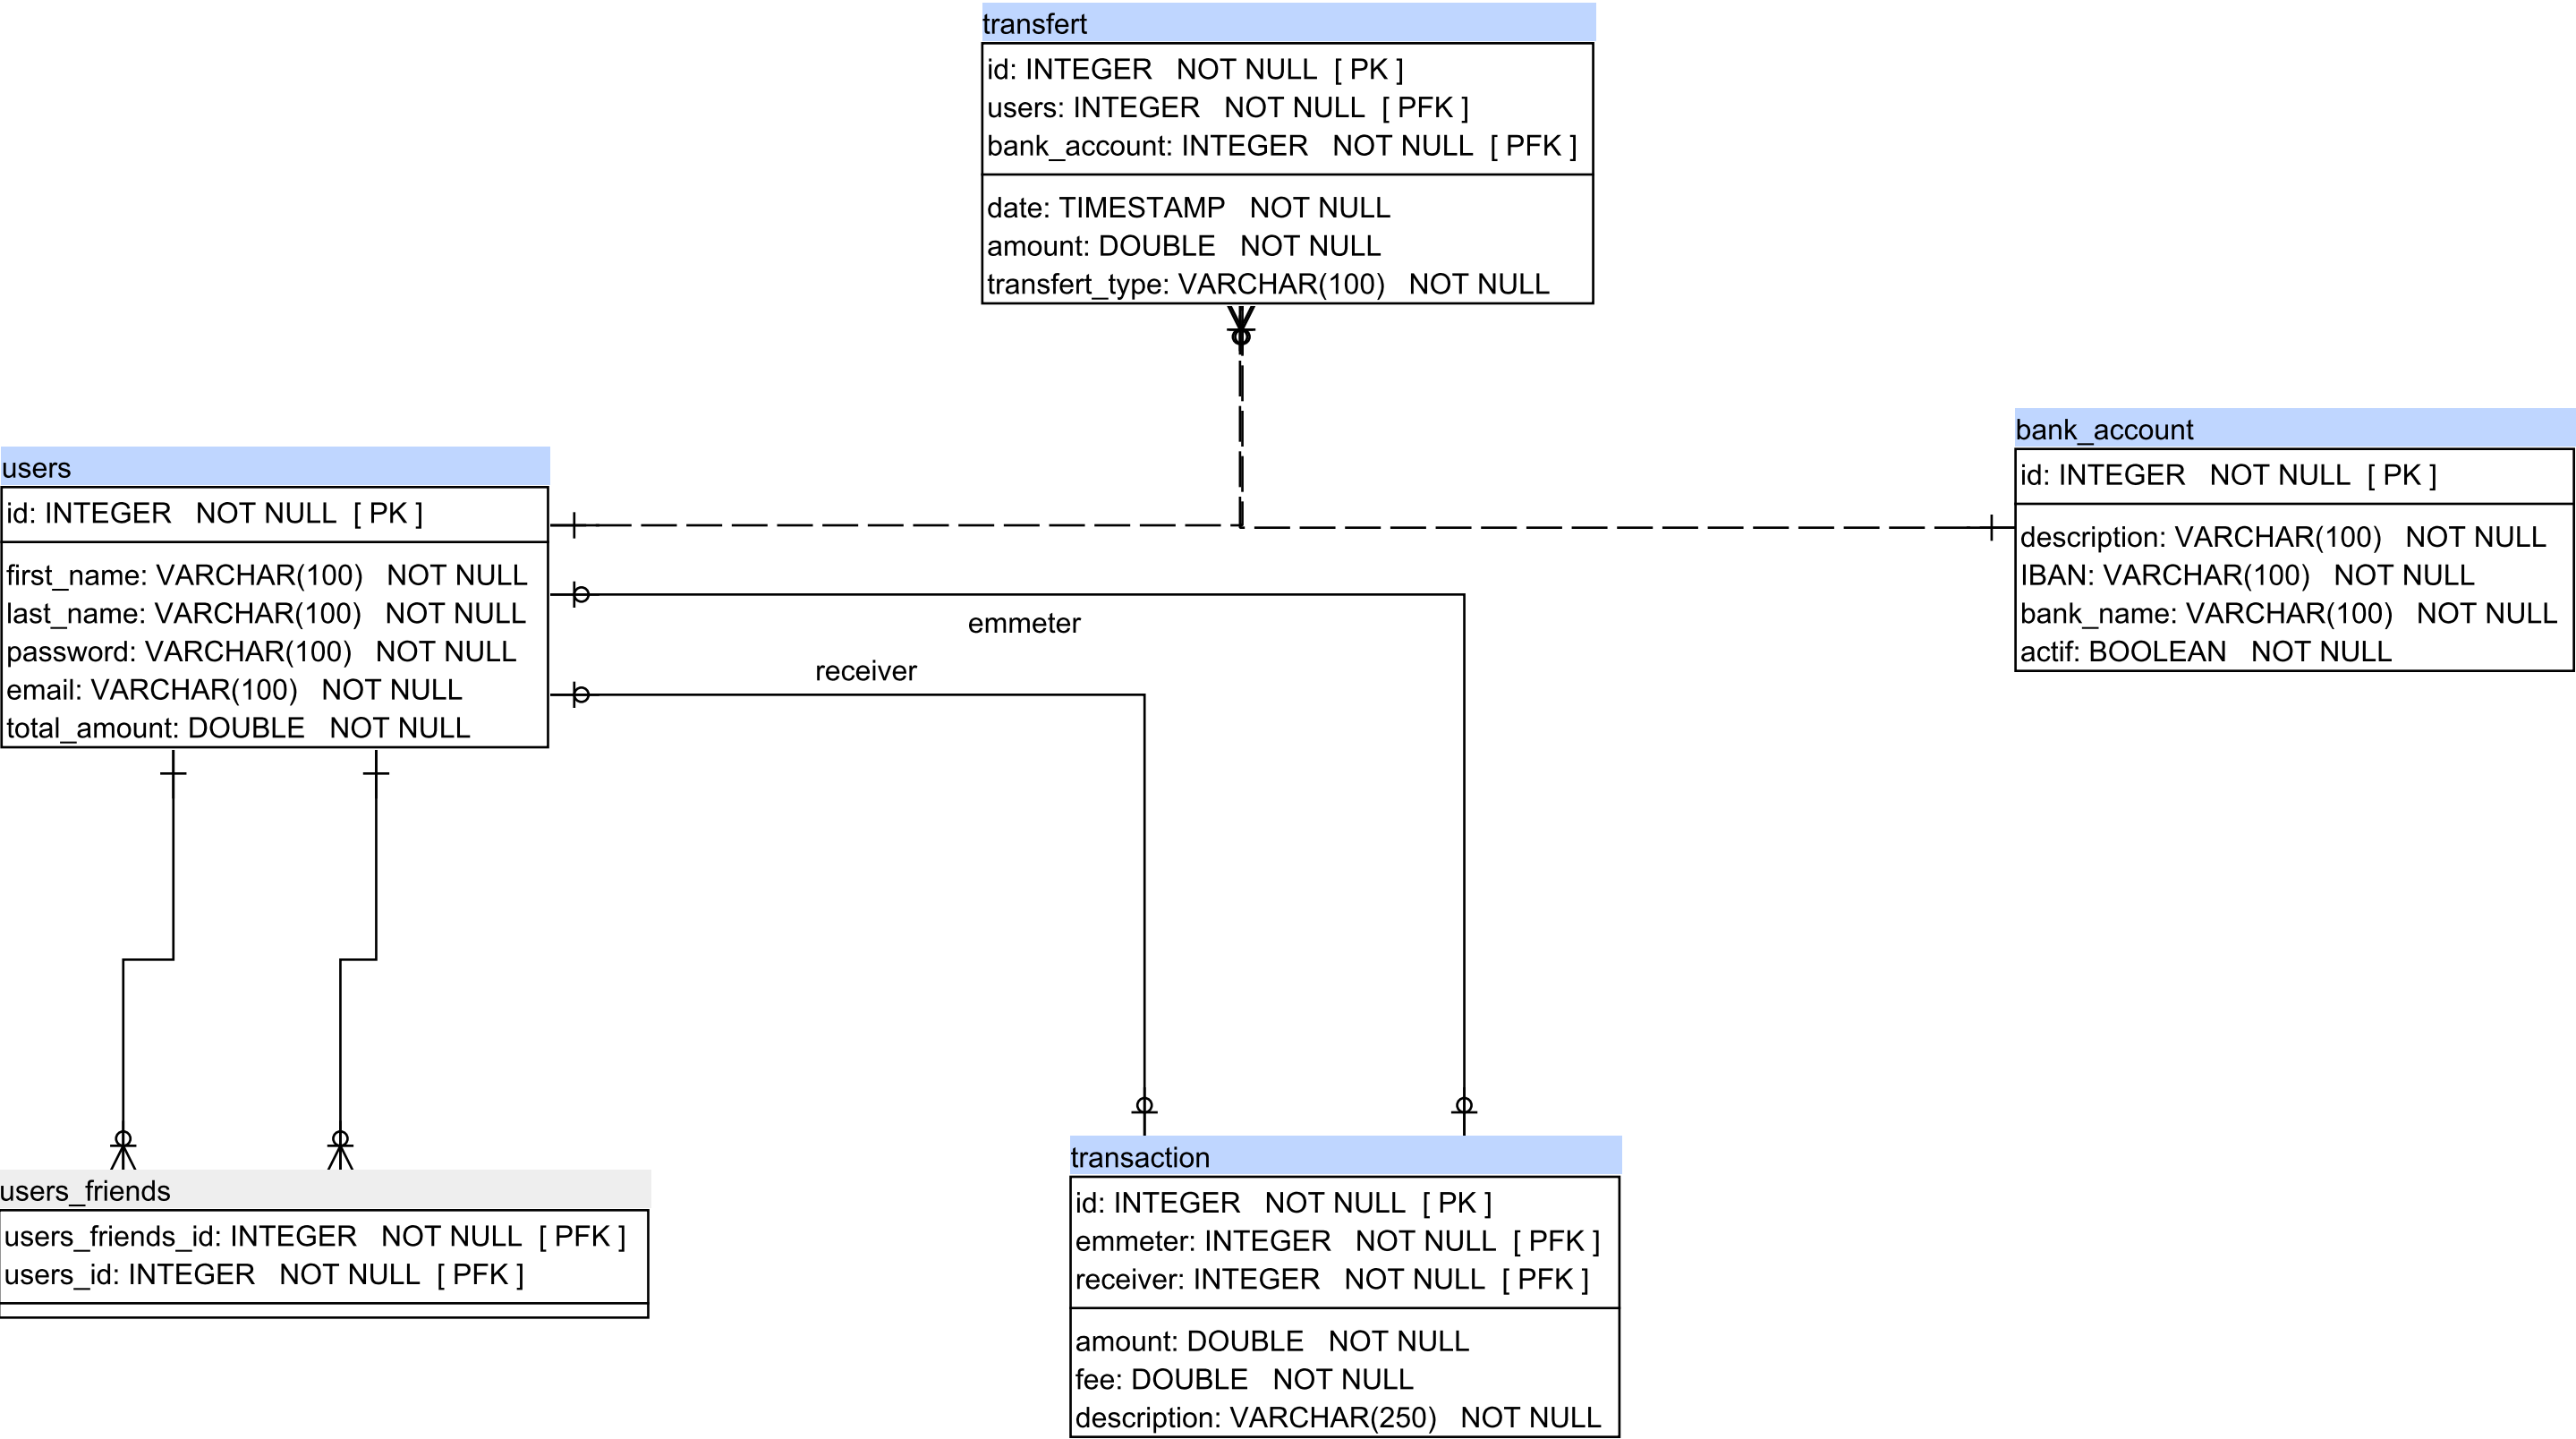 transfert
id: INTEGER NOT NULL [ PK ]
users: INTEGER NOT NULL [ PFK ]
bank_account: INTEGER NOT NULL [ PFK ]
date: TIMESTAMP NOT NULL
amount: DOUBLE NOT NULL
transfert_type: VARCHAR(100) NOT NULL
users
id: INTEGER NOT NULL [ PK ]
first_name: VARCHAR(100) NOT NULL
last_name: VARCHAR(100) NOT NULL
password: VARCHAR(100) NOT NULL
email: VARCHAR(100) NOT NULL
total_amount: DOUBLE NOT NULL
bank_account
id: INTEGER NOT NULL [ PK ]
description: VARCHAR(100) NOT NULL
IBAN: VARCHAR(100) NOT NULL
bank_name: VARCHAR(100) NOT NULL
actif: BOOLEAN NOT NULL
emmeter
receiver
users_friends
users_friends_id: INTEGER NOT NULL [ PFK ]
users_id: INTEGER NOT NULL [ PFK ]
transaction
id: INTEGER NOT NULL [ PK ]
emmeter: INTEGER NOT NULL [ PFK ]
receiver: INTEGER NOT NULL [ PFK ]
amount: DOUBLE NOT NULL
fee: DOUBLE NOT NULL
description: VARCHAR(250) NOT NULL